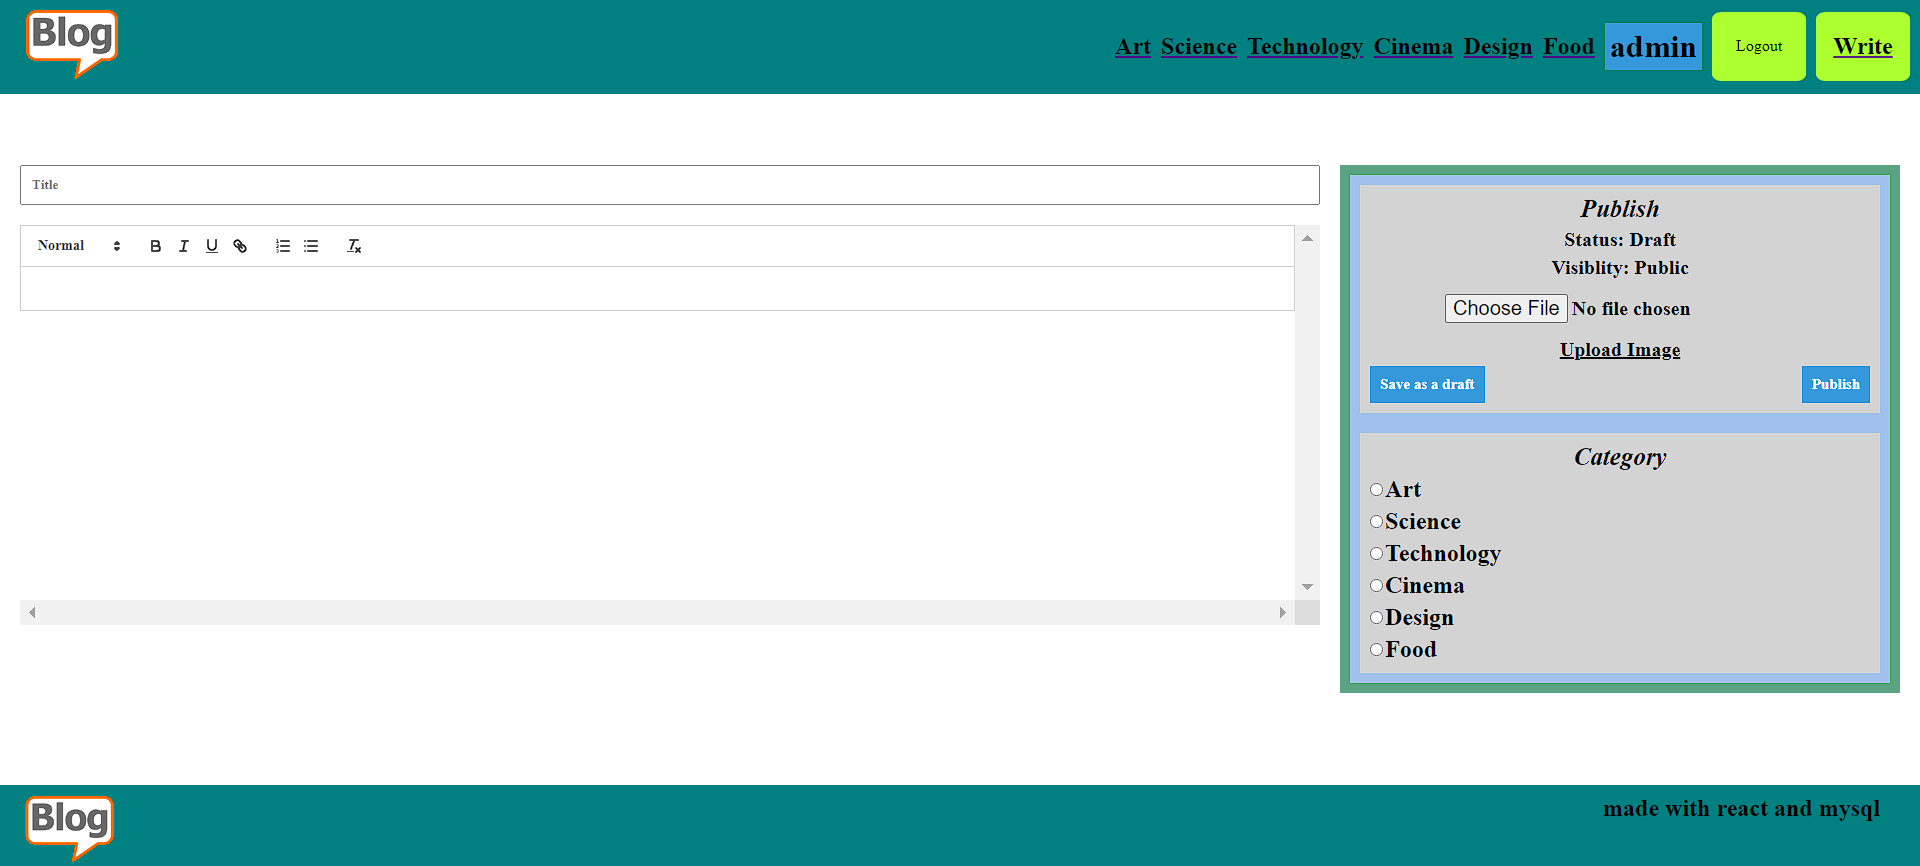 Blog
Art Science Technology Cinema Design Food admin Logout Write
Title
Normal B I U
Publish
Status: Draft
Visiblity: Public
Choose File No file chosen
Upload Image
Save as a draft Publish
Category
Art
Science
Technology
Cinema
Design
Food
Blog
made with react and mysql